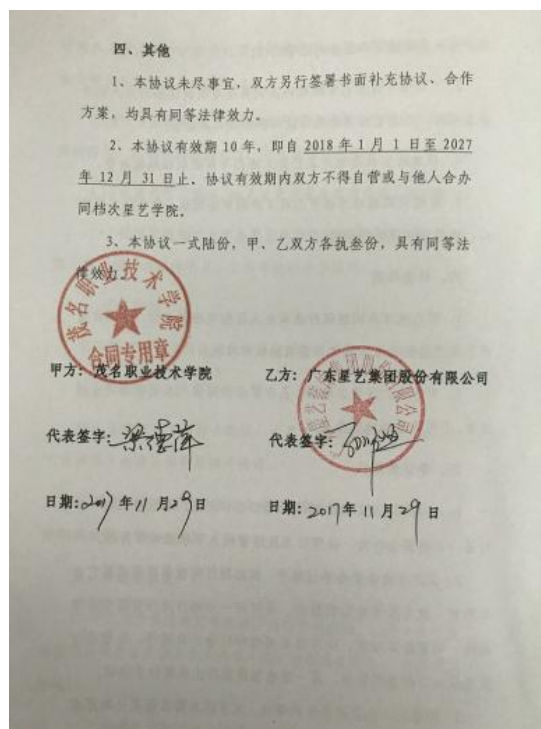 四、其他
1、本协议未尽事宜，双方另行签署书面补充协议、合作
方案，均具有同等法律效力。
2、本协议有效期10年，即自2018年1月1日至2027
年12月31日止。协议有效期内双方不得自营或与他人合办
同档次星艺学院。
3、本协议一式陆份，甲、乙双方各执叁份，具有同等法
律效力
茂名职业技术学院
合同专用章
甲方：茂名职业技术学院 乙方：广东星艺集团股份有限公司
代表签字：梁德萍 代表签字：
日期：2017年11月29日 日期：2017年11月29日